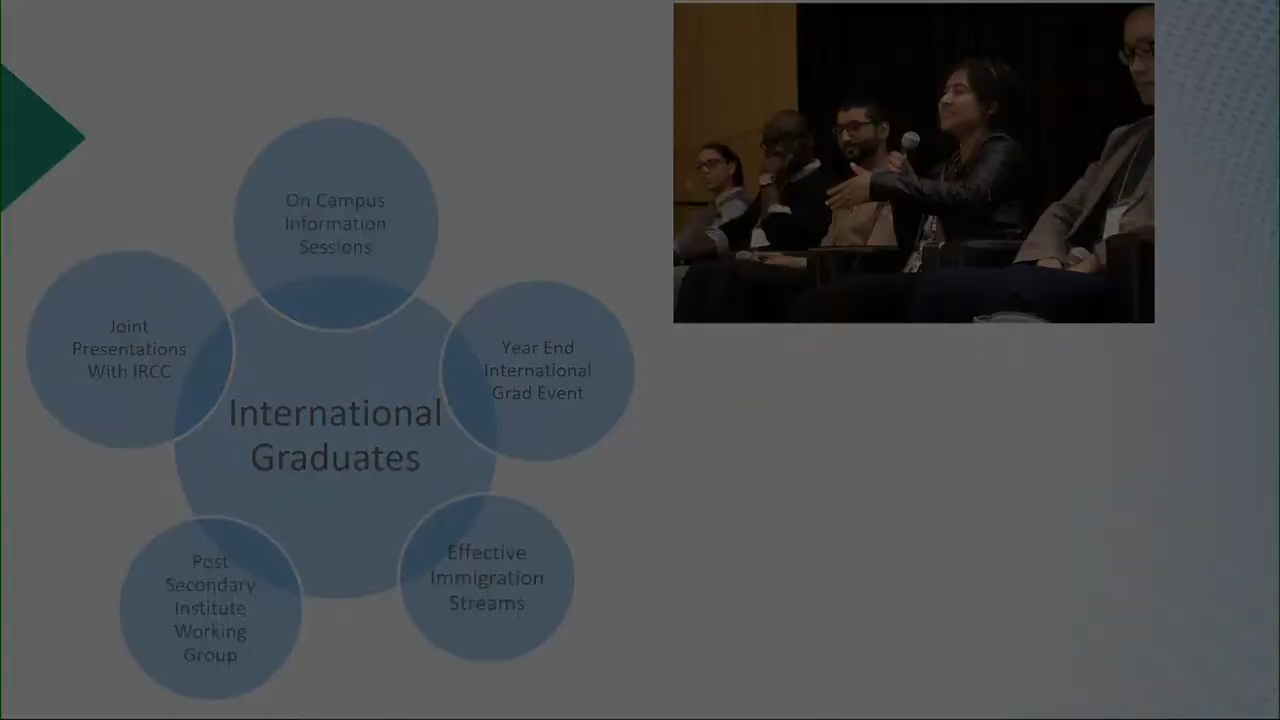 On Campus
Information
Sessions
Joint
Presentations
With IRCC
Year End
International
Grad Event
International
Graduates
Effective
Immigration
Streams
Post
Secondary
Institute
Working
Group